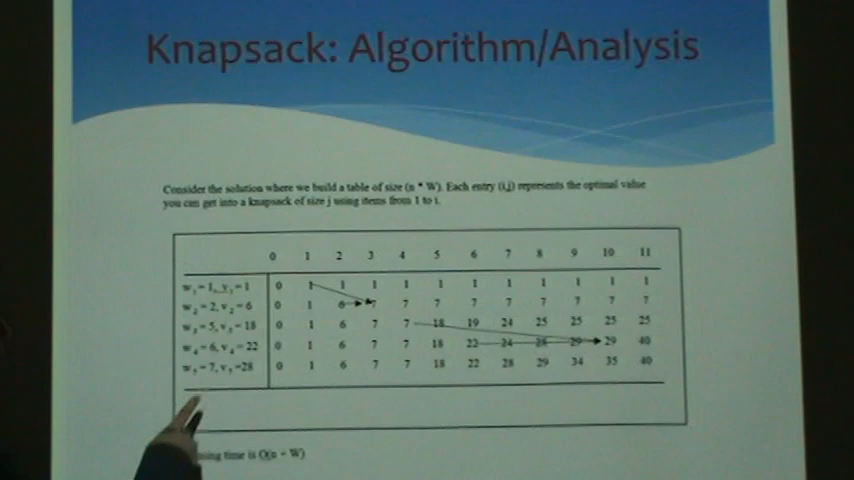 Knapsack: Algorithm/Analysis
Consider the solution where we build a table of size (n * W). Each entry (i,j) represents the optimal value
you can get into a knapsack of size j using items from 1 to i.
0 1 2 3 4 5 6 7 8 9 10 11
w₁=1, v₁=1 0 1 1 1 1 1 1 1 1 1 1 1
w₂=2, v₂=6 0 1 6 7 7 7 7 7 7 7 7 7
w₃=5, v₃=18 0 1 6 7 7 18 19 24 25 25 25 25
w₄=6, v₄=22 0 1 6 7 7 18 22 24 28 29 29 40
w₅=7, v₅=28 0 1 6 7 7 18 22 28 29 34 35 40
time is O(n * W)